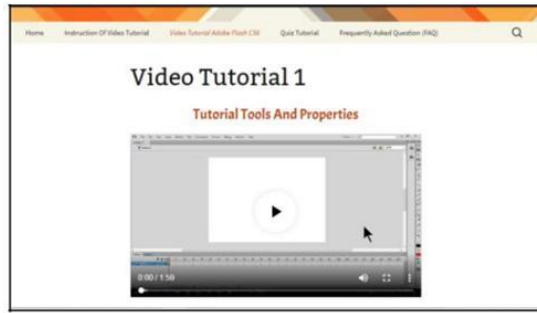 Home Instruction Of Video Tutorial Video Tutorial Adobe Flash CS6 Quiz Tutorial Frequently Asked Question (FAQ)
Video Tutorial 1
Tutorial Tools And Properties
0:00 / 1:59